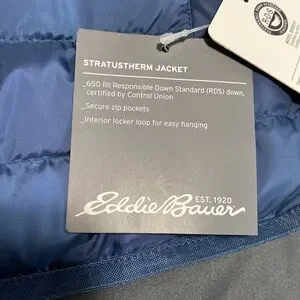 STRATUSTHERM JACKET
_650 fill Responsible Down Standard (RDS) down,
certified by Control Union
_Secure zip pockets
_Interior locker loop for easy hanging
EST. 1920
Eddie Bauer
RDS